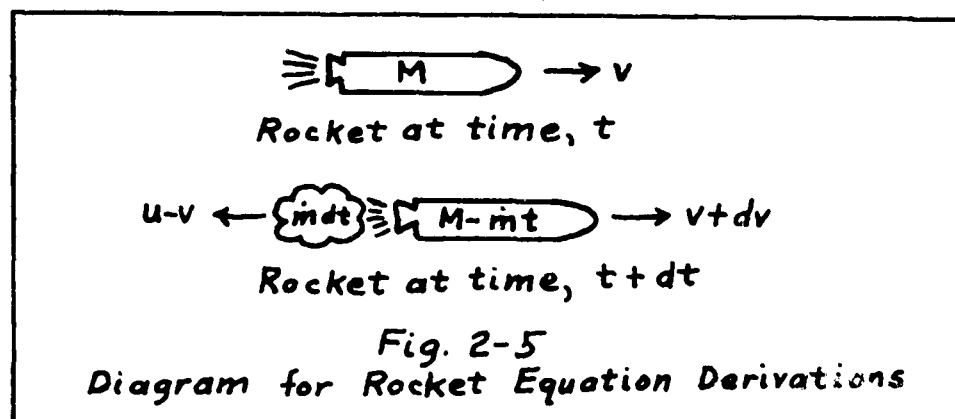 M → v
Rocket at time, t
u-v ← ṁdt M-ṁt → v+dv
Rocket at time, t+dt
Fig. 2-5
Diagram for Rocket Equation Derivations